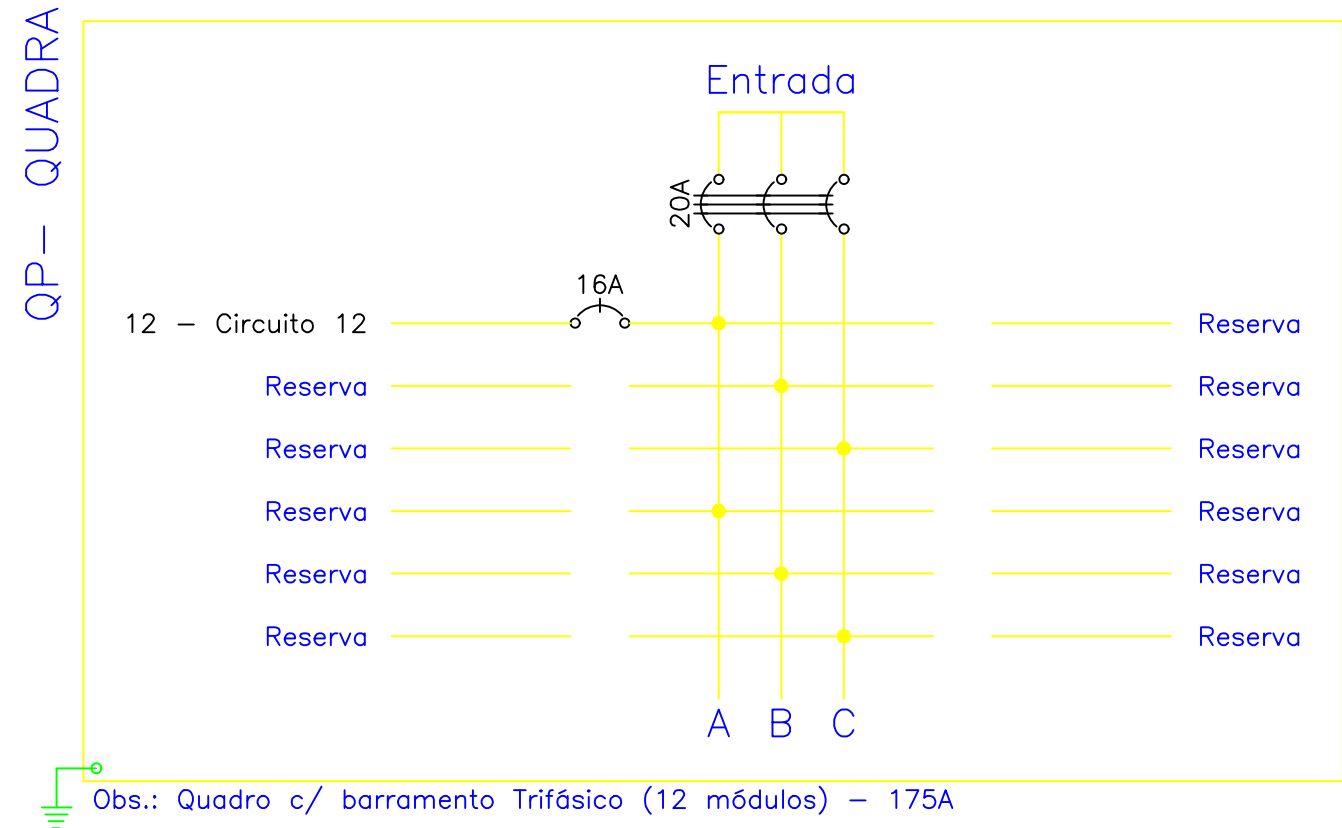 QP- QUADRA
Entrada
20A
16A
12 - Circuito 12
Reserva
Reserva
Reserva
Reserva
Reserva
Reserva
Reserva
Reserva
Reserva
Reserva
Reserva
A B C
Obs.: Quadro c/ barramento Trifásico (12 módulos) - 175A